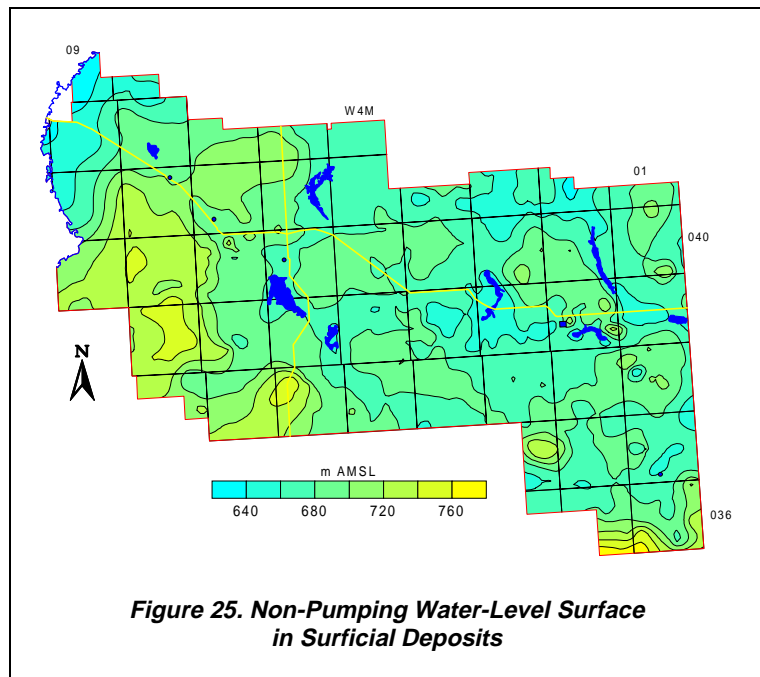 09
W4M
01
040
N
m AMSL
640 680 720 760
036
Figure 25. Non-Pumping Water-Level Surface
in Surficial Deposits